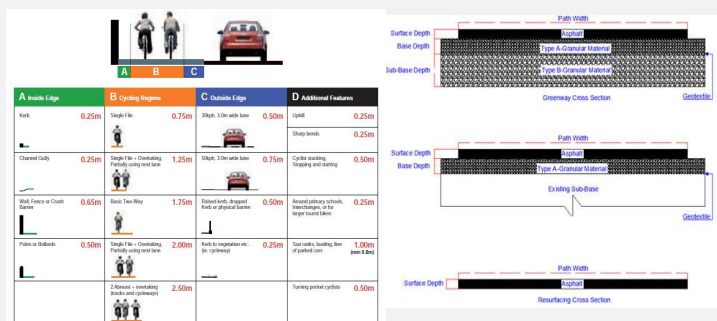 A B C
A Inside Edge
B Cycling Regime
C Outside Edge
D Additional Features
Kerb 0.25m
Single File 0.75m
30kph, 3.0m wide lane 0.50m
Uphill 0.25m
Sharp bends 0.25m
Channel Gully 0.25m
Single File + Overtaking,
Partially using next lane 1.25m
50kph, 3.0m wide lane 0.75m
Cyclist stacking,
Stopping and starting 0.50m
Wall, Fence or Crash
Barrier 0.65m
Basic Two-Way 1.75m
Raised kerb, dropped
Kerb or physical barrier 0.50m
Around primary schools,
Interchanges, or for
larger tourist bikes 0.25m
Poles or Bollards 0.50m
Single File + Overtaking,
Partially using next lane 2.00m
Kerb to vegetation etc.
(ie. cycleway) 0.25m
Taxi ranks, loading, line
of parked cars 1.00m
(min 0.8m)
2 Abreast + overtaking
(tracks and cycleways) 2.50m
Turning pocket cyclists 0.50m
Path Width
Surface Depth
Asphalt
Base Depth
Type A-Granular Material
Sub-Base Depth
Type B-Granular Material
Greenway Cross Section
Geotextile
Path Width
Surface Depth
Asphalt
Base Depth
Type A-Granular Material
Existing Sub-Base
Geotextile
Path Width
Surface Depth
Asphalt
Resurfacing Cross Section